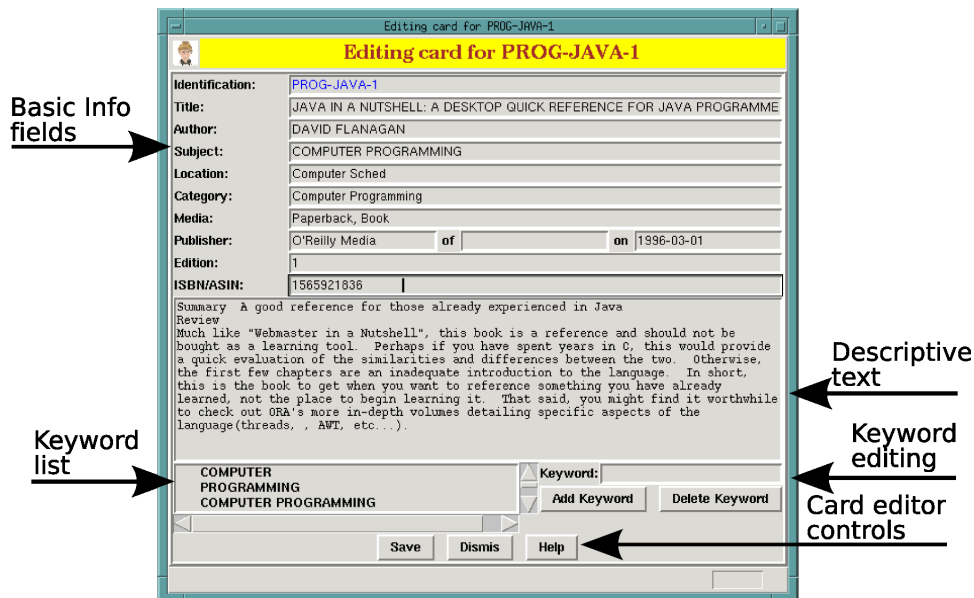 Editing card for PROG-JAVA-1
Editing card for PROG-JAVA-1
Identification: PROG-JAVA-1
Title: JAVA IN A NUTSHELL: A DESKTOP QUICK REFERENCE FOR JAVA PROGRAMME
Basic Info
fields
Author: DAVID FLANAGAN
Subject: COMPUTER PROGRAMMING
Location: Computer Sched
Category: Computer Programming
Media: Paperback, Book
Publisher: O'Reilly Media of on 1996-03-01
Edition: 1
ISBN/ASIN: 1565921836
Summary A good reference for those already experienced in Java
Review
Much like "Webmaster in a Nutshell", this book is a reference and should not be
bought as a learning tool. Perhaps if you have spent years in C, this would provide
a quick evaluation of the similarities and differences between the two. Otherwise,
the first few chapters are an inadequate introduction to the language. In short,
this is the book to get when you want to reference something you have already
learned, not the place to begin learning it. That said, you might find it worthwhile
to check out ORA's more in-depth volumes detailing specific aspects of the
language(threads, , AWT, etc...).
Descriptive
text
Keyword
list
COMPUTER
PROGRAMMING
COMPUTER PROGRAMMING
Keyword:
Add Keyword Delete Keyword
Keyword
editing
Save Dismis Help
Card editor
controls